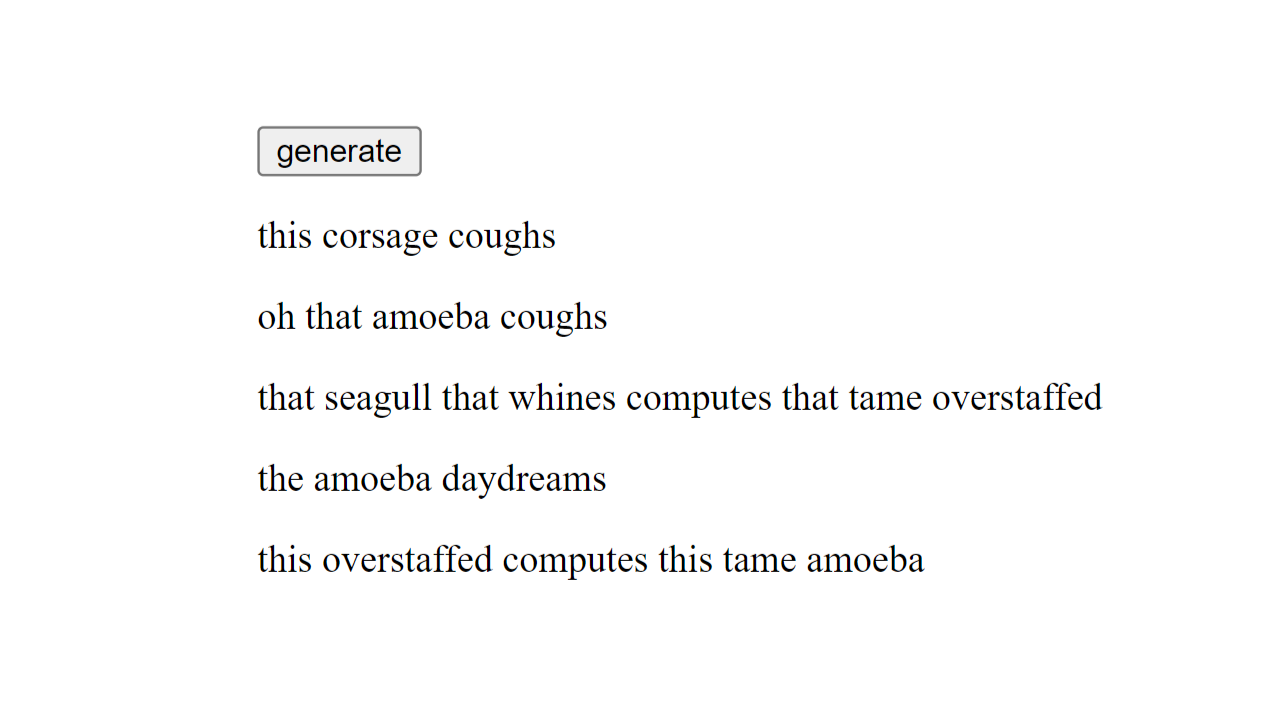 generate
this corsage coughs
oh that amoeba coughs
that seagull that whines computes that tame overstaffed
the amoeba daydreams
this overstaffed computes this tame amoeba